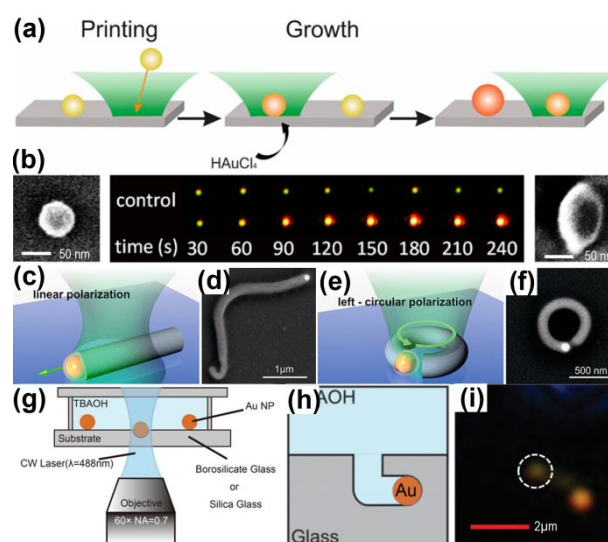 (a)
Printing
Growth
HAuCl₄
(b)
50 nm
control
time (s)
30
60
90
120
150
180
210
240
50 nm
(c)
linear polarization
(d)
1µm
(e)
left - circular polarization
(f)
500 nm
(g)
TBAOH
Au NP
Substrate
CW Laser(λ=488nm)
Borosilicate Glass
or
Silica Glass
Objective
60× NA=0.7
(h)
AOH
Au
Glass
(i)
2µm